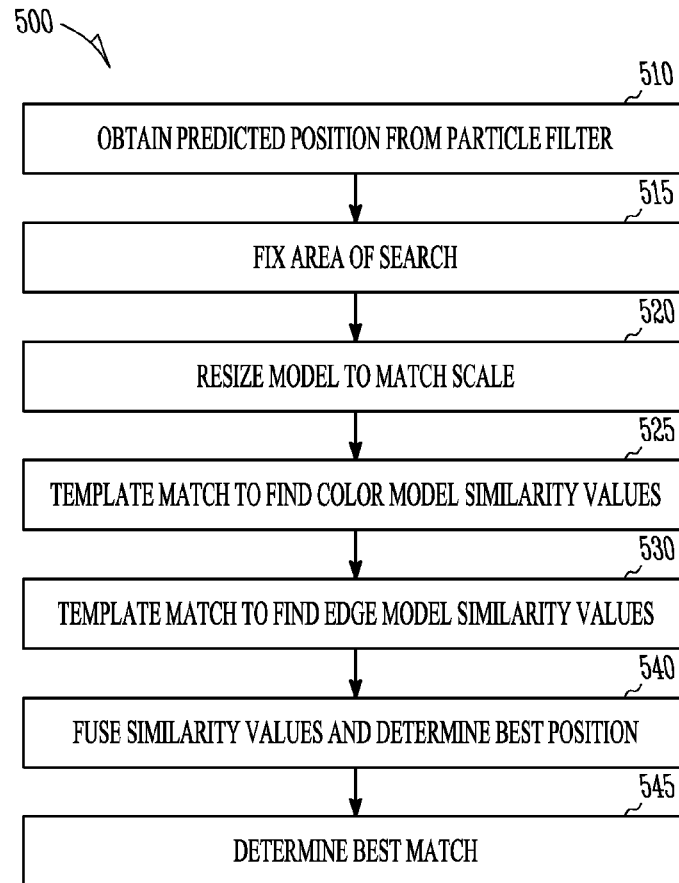 500
510
OBTAIN PREDICTED POSITION FROM PARTICLE FILTER
515
FIX AREA OF SEARCH
520
RESIZE MODEL TO MATCH SCALE
525
TEMPLATE MATCH TO FIND COLOR MODEL SIMILARITY VALUES
530
TEMPLATE MATCH TO FIND EDGE MODEL SIMILARITY VALUES
540
FUSE SIMILARITY VALUES AND DETERMINE BEST POSITION
545
DETERMINE BEST MATCH